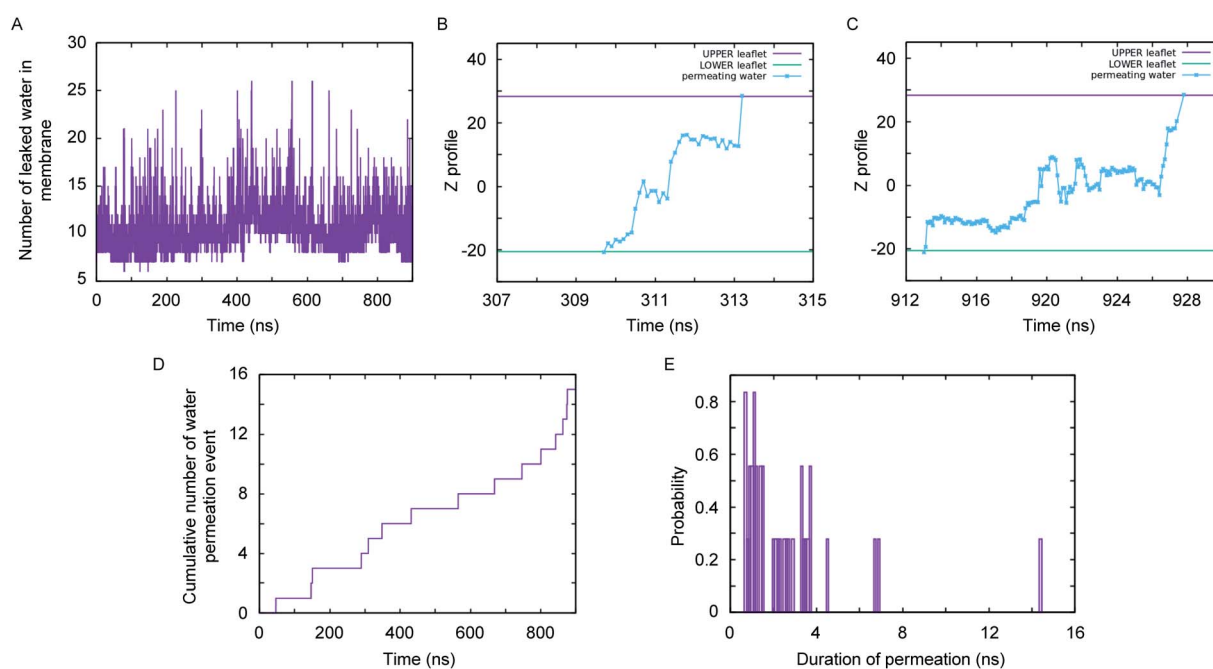 A
Number of leaked water in
membrane
30
25
20
15
10
5
0 200 400 600 800
Time (ns)
B
Z profile
40
20
0
-20
UPPER leaflet
LOWER leaflet
permeating water
307 309 311 313 315
Time (ns)
C
Z profile
40
20
0
-20
UPPER leaflet
LOWER leaflet
permeating water
912 916 920 924 928
Time (ns)
D
Cumulative number of water
permeation event
16
12
8
4
0
0 200 400 600 800
Time (ns)
E
Probability
0.8
0.6
0.4
0.2
0
0 4 8 12 16
Duration of permeation (ns)